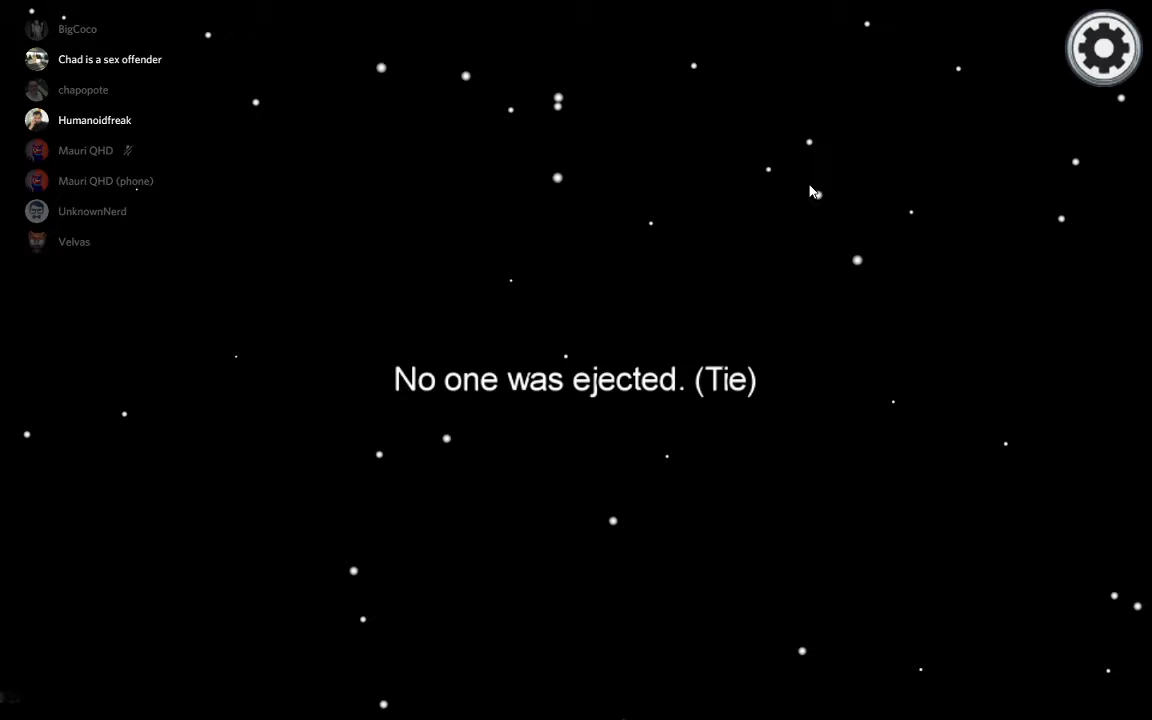 BigCoco
Chad is a sex offender
chapopote
Humanoidfreak
Mauri QHD
Mauri QHD (phone)
UnknownNerd
Velvas
No one was ejected. (Tie)